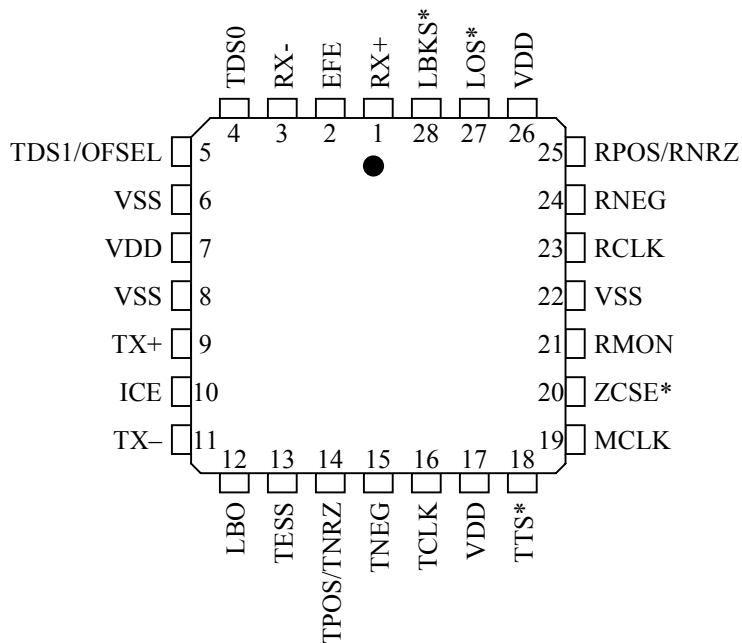 TDS0
RX-
EFE
RX+
LBKS*
LOS*
VDD
4 3 2 1 28 27 26
TDS1/OFSEL 5 25 RPOS/RNRZ
VSS 6 24 RNEG
VDD 7 23 RCLK
VSS 8 22 VSS
TX+ 9 21 RMON
ICE 10 20 ZCSE*
TX– 11 19 MCLK
12 13 14 15 16 17 18
LBO
TESS
TPOS/TNRZ
TNEG
TCLK
VDD
TTS*